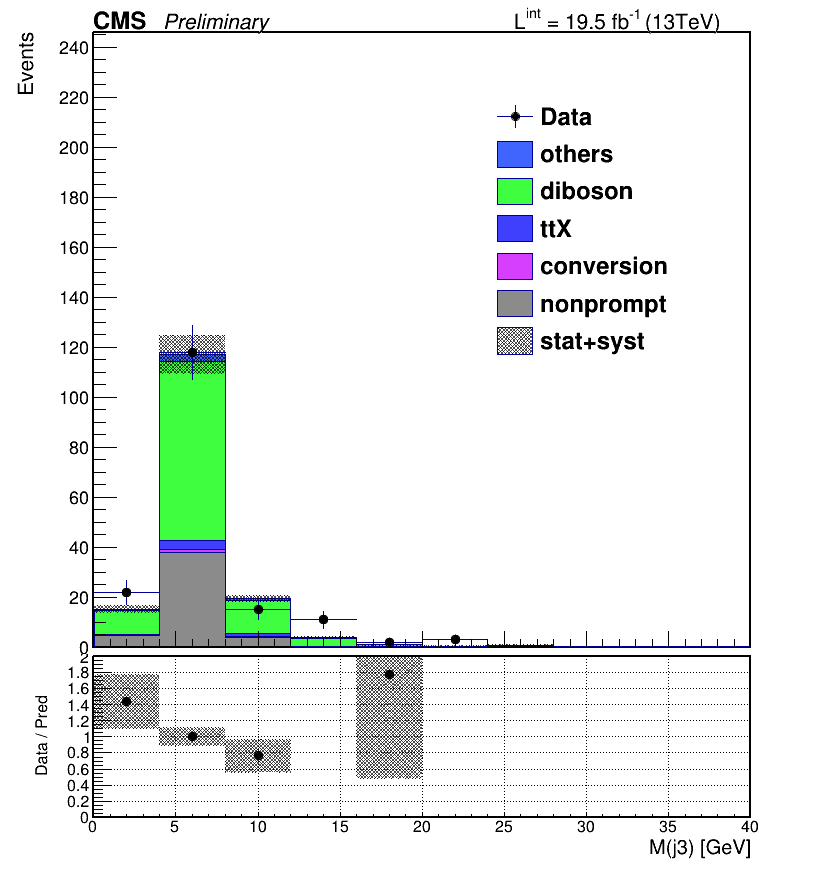 CMS Preliminary L^int = 19.5 fb^-1 (13TeV)
Events
240
220
200
180
160
140
120
100
80
60
40
20
0
Data
others
diboson
ttX
conversion
nonprompt
stat+syst
Data / Pred
2
1.8
1.6
1.4
1.2
1
0.8
0.6
0.4
0.2
0
0 5 10 15 20 25 30 35 40
M(j3) [GeV]